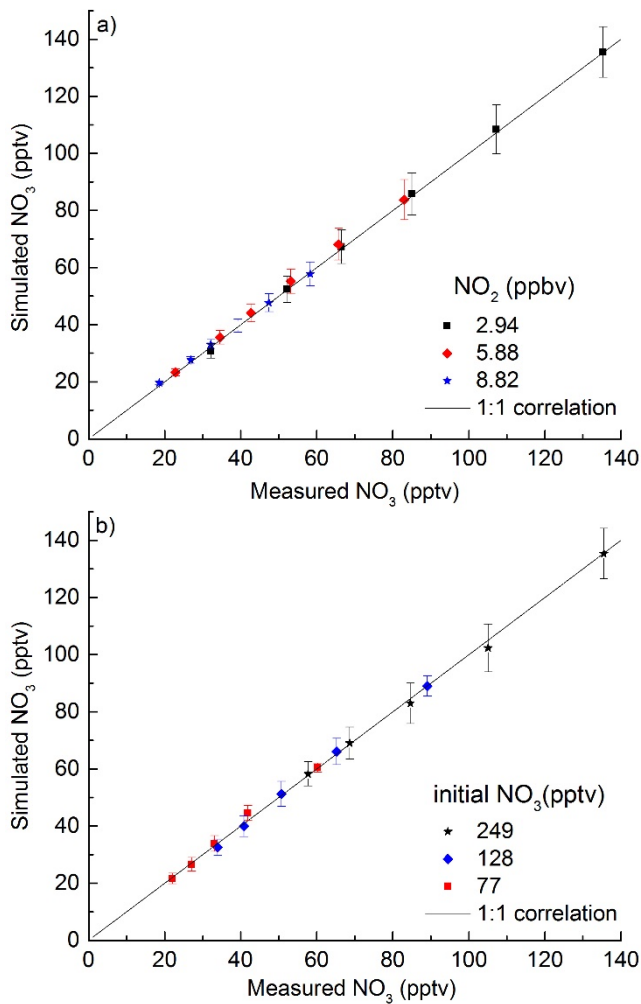 a)
140
120
100
80
60
40
20
0
Simulated NO₃ (pptv)
NO₂ (ppbv)
2.94
5.88
8.82
1:1 correlation
0 20 40 60 80 100 120 140
Measured NO₃ (pptv)
b)
140
120
100
80
60
40
20
0
Simulated NO₃ (pptv)
initial NO₃(pptv)
249
128
77
1:1 correlation
0 20 40 60 80 100 120 140
Measured NO₃ (pptv)